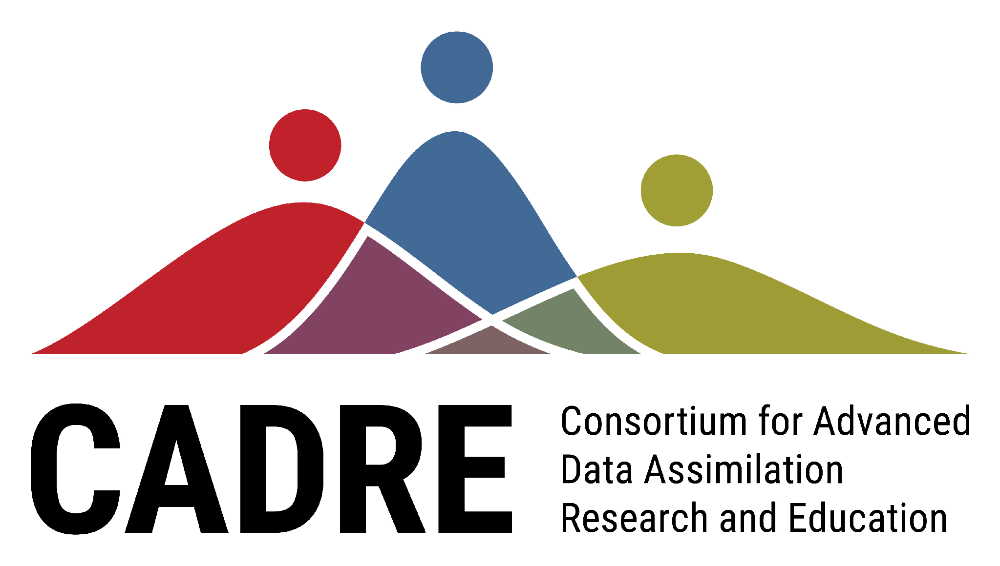 CADRE
Consortium for Advanced
Data Assimilation
Research and Education